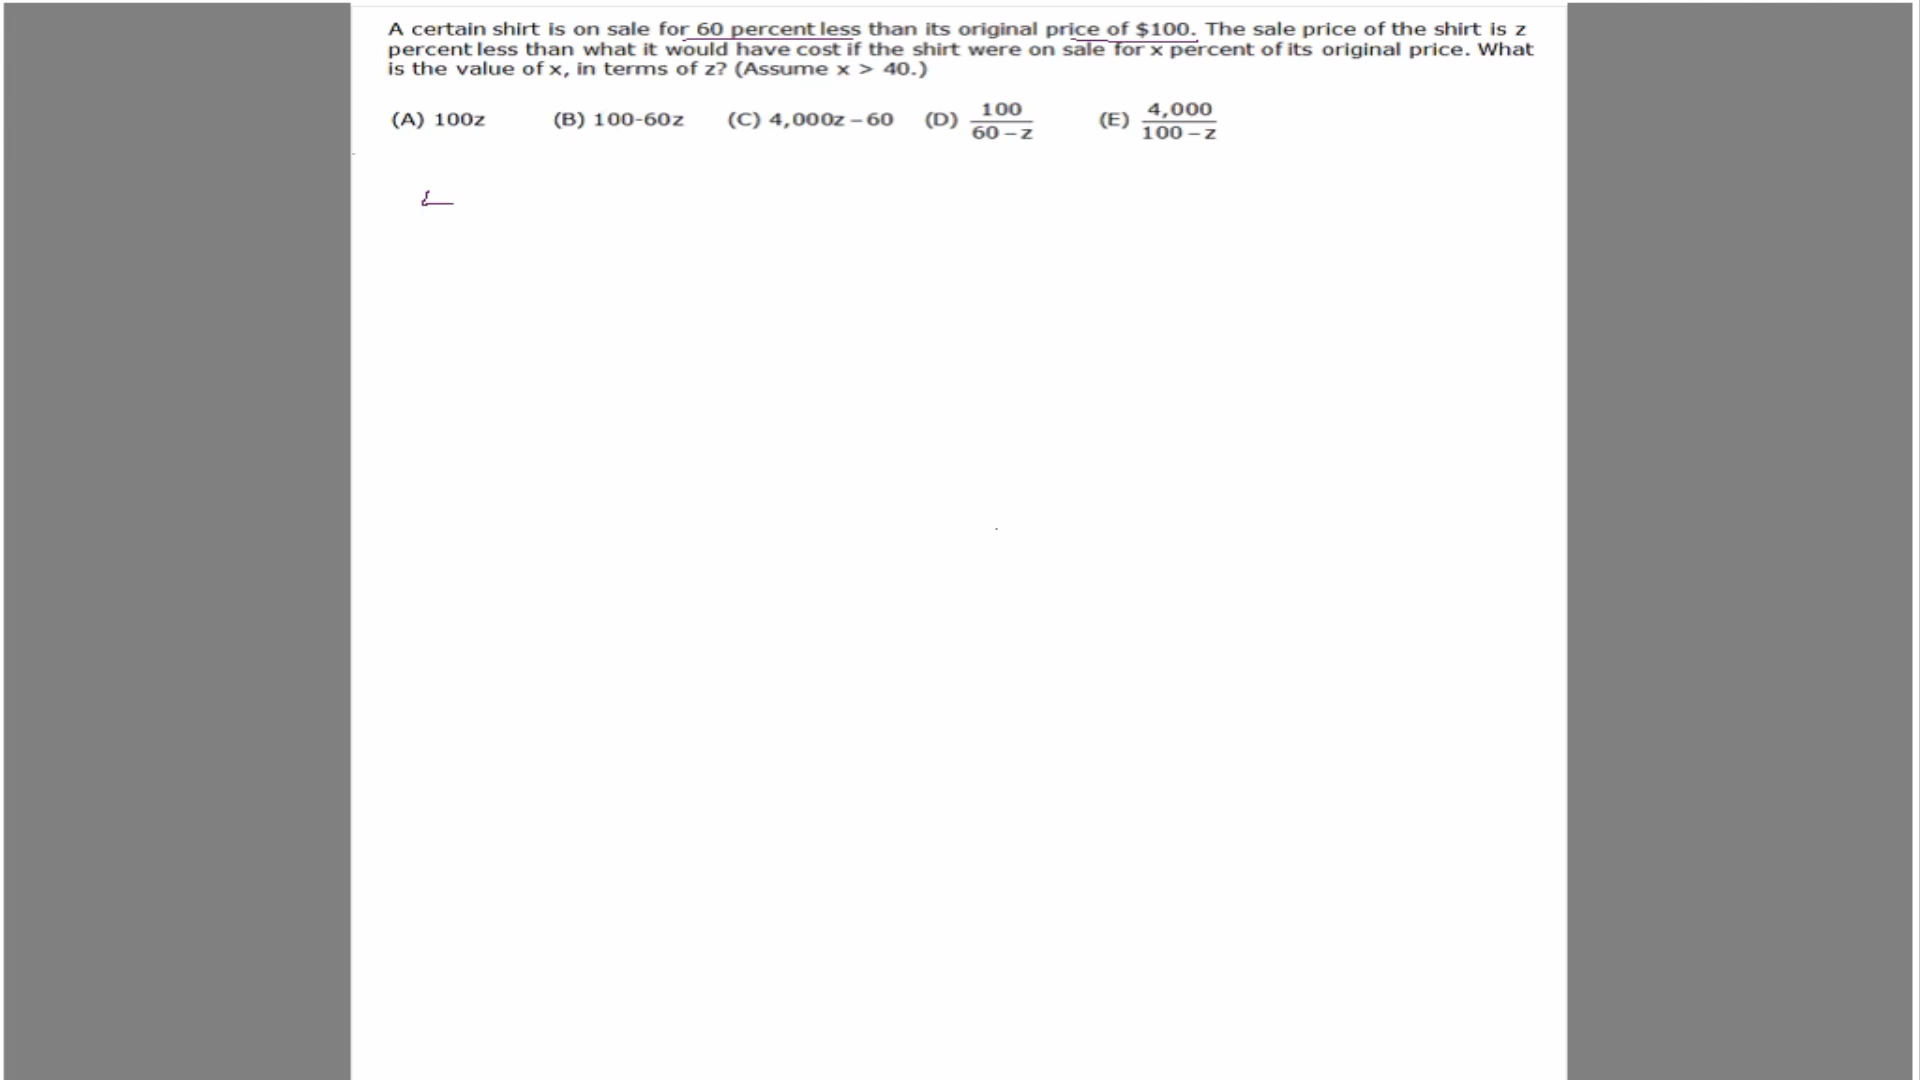 A certain shirt is on sale for 60 percent less than its original price of $100. The sale price of the shirt is z
percent less than what it would have cost if the shirt were on sale for x percent of its original price. What
is the value of x, in terms of z? (Assume x > 40.)
(A) 100z (B) 100-60z (C) 4,000z – 60 (D) 100 / 60 – z (E) 4,000 / 100 – z